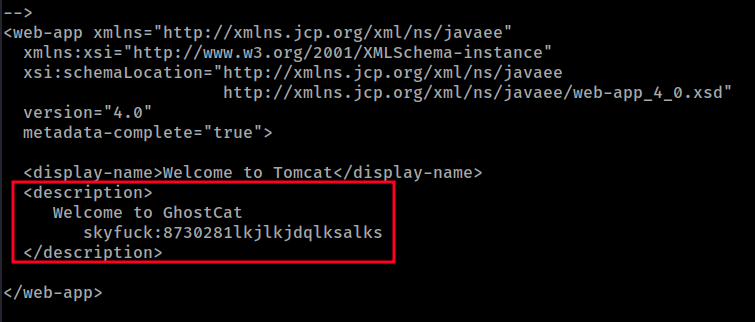 -->
<web-app xmlns="http://xmlns.jcp.org/xml/ns/javaee"
xmlns:xsi="http://www.w3.org/2001/XMLSchema-instance"
xsi:schemaLocation="http://xmlns.jcp.org/xml/ns/javaee
http://xmlns.jcp.org/xml/ns/javaee/web-app_4_0.xsd"
version="4.0"
metadata-complete="true">
<display-name>Welcome to Tomcat</display-name>
<description>
Welcome to GhostCat
skyfuck:8730281lkjlkjdqlksalks
</description>
</web-app>